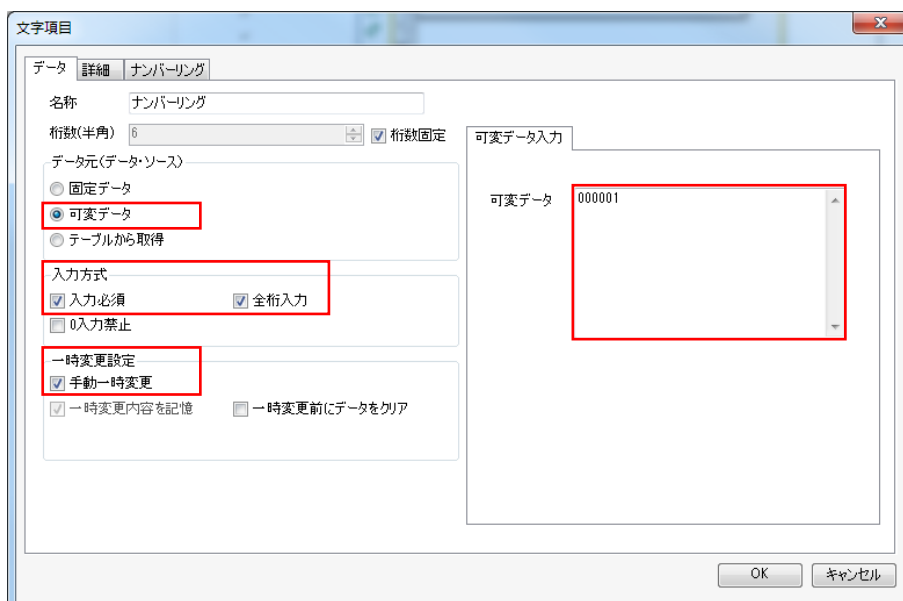 文字項目
データ 詳細 ナンバーリング
名称 ナンバーリング
桁数(半角) 6 桁数固定
データ元(データ・ソース)
固定データ
可変データ
テーブルから取得
入力方式
入力必須 全桁入力
0入力禁止
一時変更設定
手動一時変更
一時変更内容を記憶 一時変更前にデータをクリア
可変データ入力
可変データ 000001
OK キャンセル